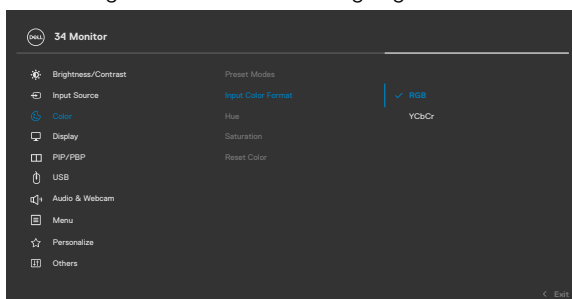 DELL 34 Monitor
Brightness/Contrast Preset Modes
Input Source Input Color Format RGB
Color Hue YCbCr
Display Saturation
PIP/PBP Reset Color
USB
Audio & Webcam
Menu
Personalize
Others
< Exit